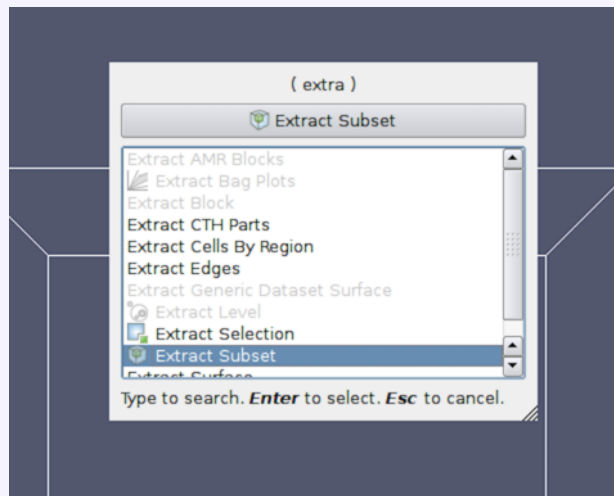 ( extra )
Extract Subset
Extract AMR Blocks
Extract Bag Plots
Extract Block
Extract CTH Parts
Extract Cells By Region
Extract Edges
Extract Generic Dataset Surface
Extract Level
Extract Selection
Extract Subset
Extract Surface
Type to search. Enter to select. Esc to cancel.